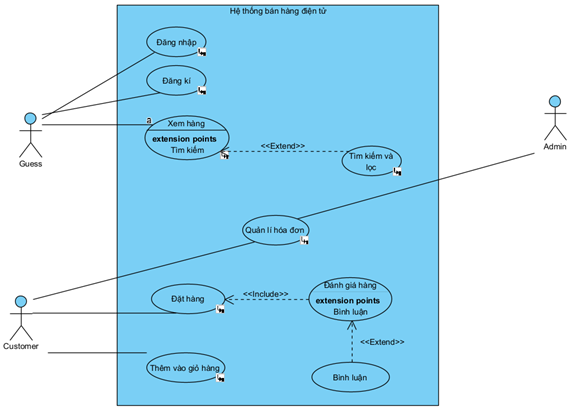 Hệ thống bán hàng điện tử
Đăng nhập
Đăng kí
a
Xem hàng
extension points
Tìm kiếm
<<Extend>>
Tìm kiếm và
lọc
Guess
Admin
Quản lí hóa đơn
Đặt hàng
<<Include>>
Đánh giá hàng
extension points
Bình luận
Customer
<<Extend>>
Thêm vào giỏ hàng
Bình luận